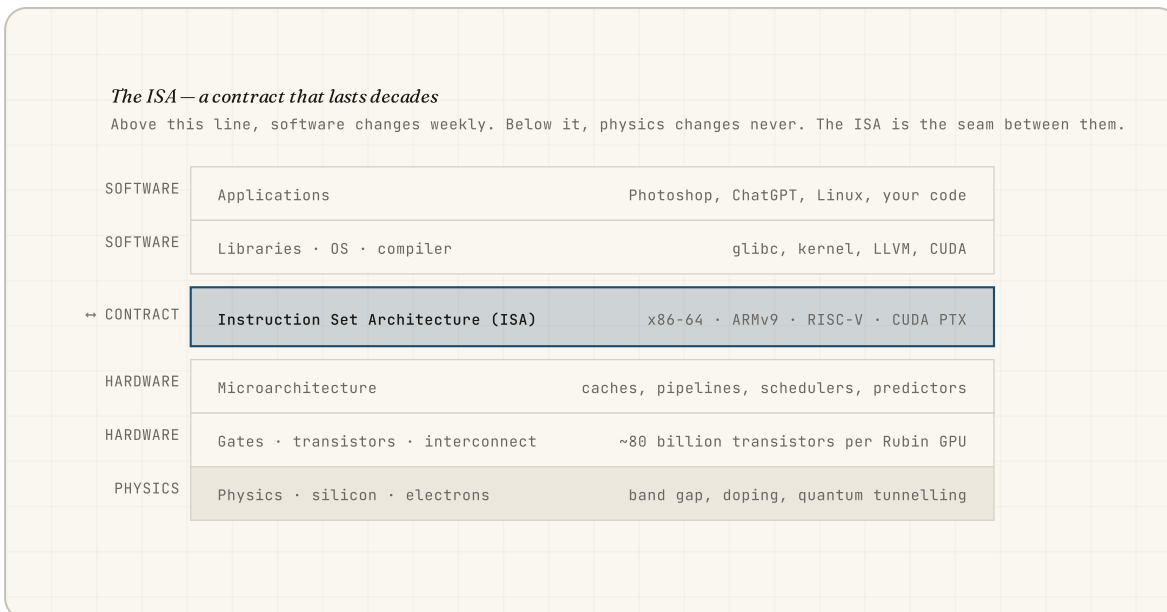 The ISA — a contract that lasts decades
Above this line, software changes weekly. Below it, physics changes never. The ISA is the seam between them.
SOFTWARE Applications Photoshop, ChatGPT, Linux, your code
SOFTWARE Libraries · OS · compiler glibc, kernel, LLVM, CUDA
↔ CONTRACT Instruction Set Architecture (ISA) x86-64 · ARMv9 · RISC-V · CUDA PTX
HARDWARE Microarchitecture caches, pipelines, schedulers, predictors
HARDWARE Gates · transistors · interconnect ~80 billion transistors per Rubin GPU
PHYSICS Physics · silicon · electrons band gap, doping, quantum tunnelling